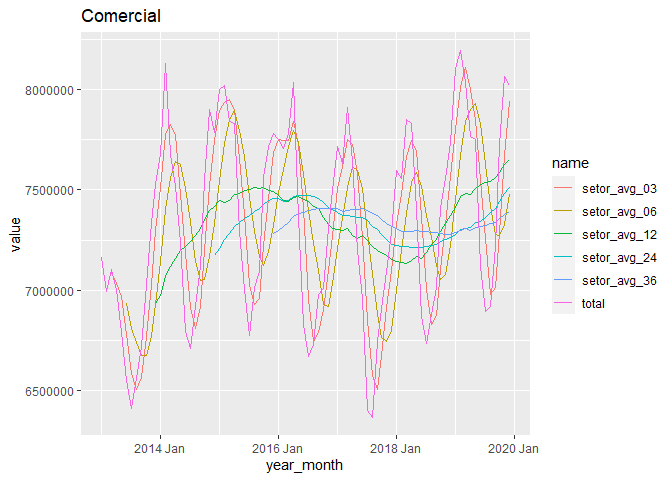 Comercial
8000000
7500000
7000000
6500000
value
2014 Jan
2016 Jan
2018 Jan
2020 Jan
year_month
name
setor_avg_03
setor_avg_06
setor_avg_12
setor_avg_24
setor_avg_36
total